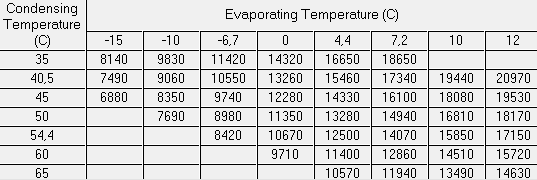 Condensing Temperature (C) Evaporating Temperature (C)
-15 -10 -6,7 0 4,4 7,2 10 12
35 8140 9830 11420 14320 16650 18650
40,5 7490 9060 10550 13260 15460 17340 19440 20970
45 6880 8350 9740 12280 14330 16100 18080 19530
50 7690 8980 11350 13280 14940 16810 18170
54,4 8420 10670 12500 14070 15850 17150
60 9710 11400 12860 14510 15720
65 10570 11940 13490 14630